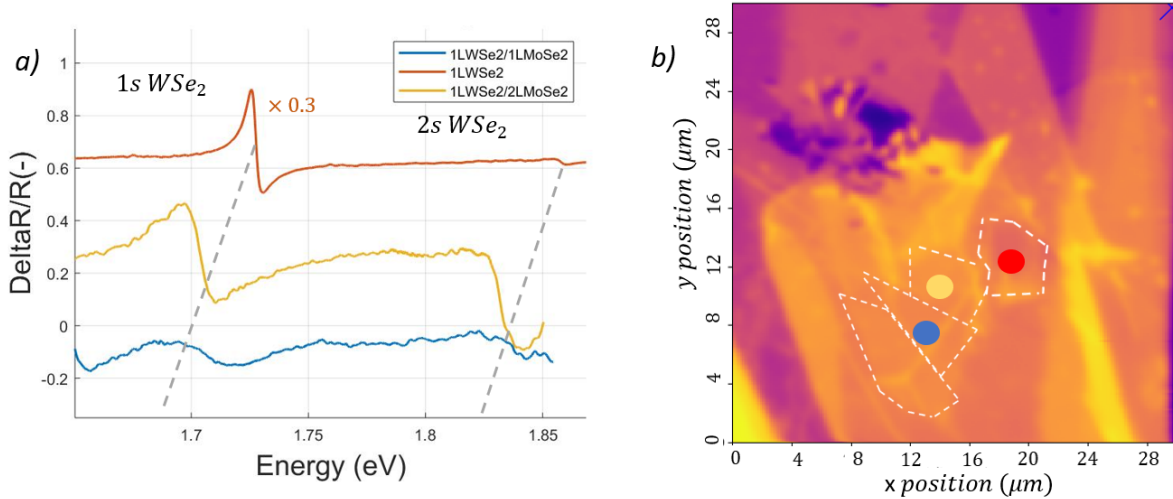 a)
1
0.8
0.6
0.4
0.2
0
-0.2
DeltaR/R(-)
1s WSe2
× 0.3
1LWSe2/1LMoSe2
1LWSe2
1LWSe2/2LMoSe2
2s WSe2
1.7
1.75
1.8
1.85
Energy (eV)
b)
28
24
20
16
12
8
4
0
y position (μm)
0
4
8
12
16
20
24
28
x position (μm)